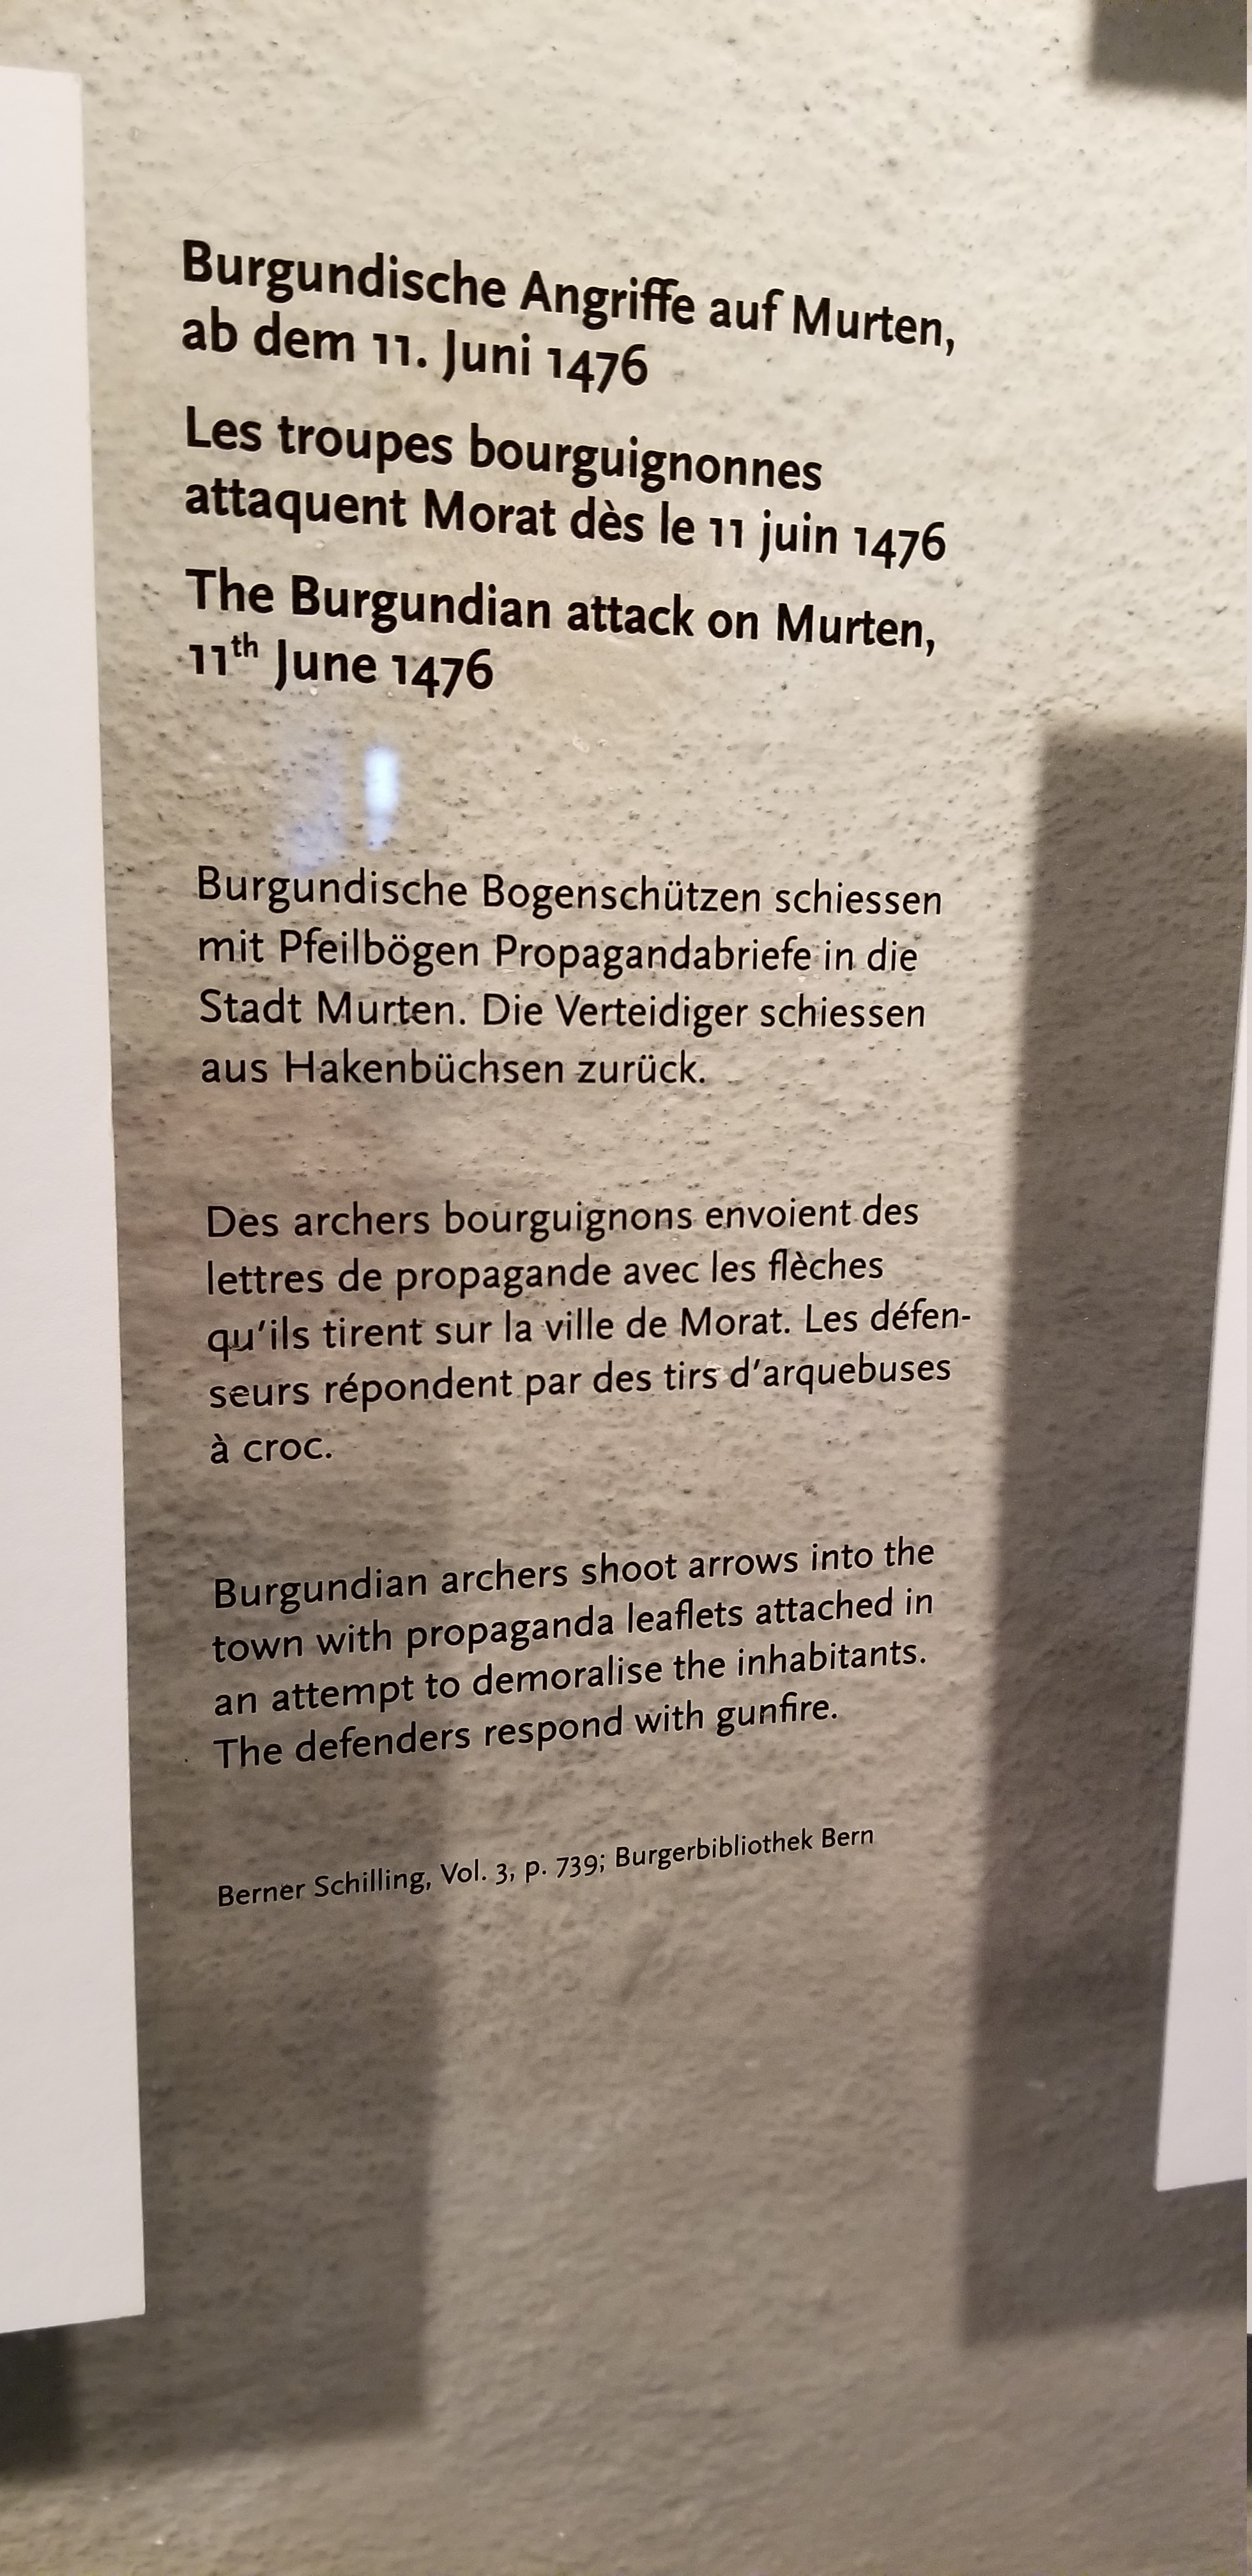 Burgundische Angriffe auf Murten,
ab dem 11. Juni 1476
Les troupes bourguignonnes
attaquent Morat dès le 11 juin 1476
The Burgundian attack on Murten,
11th June 1476
Burgundische Bogenschützen schiessen
mit Pfeilbögen Propagandabriefe in die
Stadt Murten. Die Verteidiger schiessen
aus Hakenbüchsen zurück.
Des archers bourguignons envoient des
lettres de propagande avec les flèches
qu'ils tirent sur la ville de Morat. Les défen-
seurs répondent par des tirs d'arquebuses
à croc.
Burgundian archers shoot arrows into the
town with propaganda leaflets attached in
an attempt to demoralise the inhabitants.
The defenders respond with gunfire.
Berner Schilling, Vol. 3, p. 739; Burgerbibliothek Bern